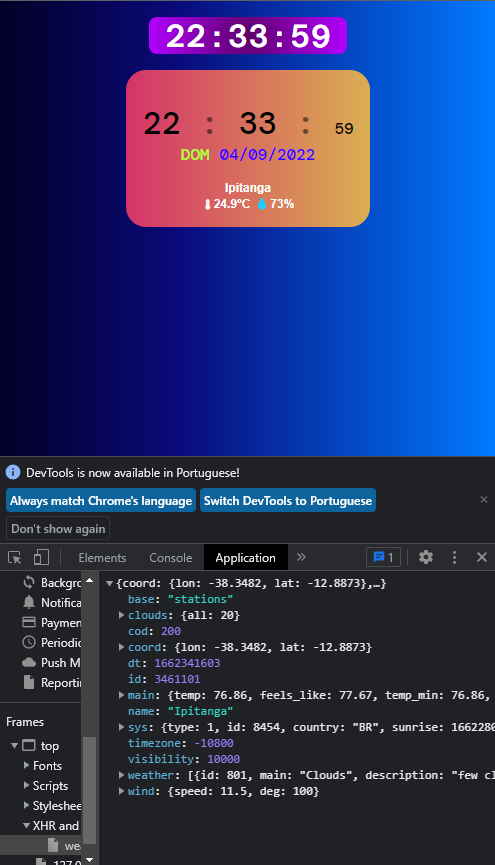 22:33:59
22 : 33 : 59
DOM 04/09/2022
Ipitanga
24.9°C 73%
DevTools is now available in Portuguese!
Always match Chrome's language Switch DevTools to Portuguese
Don't show again
Elements Console Application » 1
Backgro
Notifica
Paymen
Periodic
Push M
Reportin
Frames
top
Fonts
Scripts
Styleshee
XHR and
wea
127.0
{coord: {lon: -38.3482, lat: -12.8873},…}
base: "stations"
clouds: {all: 20}
cod: 200
coord: {lon: -38.3482, lat: -12.8873}
dt: 1662341603
id: 3461101
main: {temp: 76.86, feels_like: 77.67, temp_min: 76.86,
name: "Ipitanga"
sys: {type: 1, id: 8454, country: "BR", sunrise: 1662280
timezone: -10800
visibility: 10000
weather: [{id: 801, main: "Clouds", description: "few cl
wind: {speed: 11.5, deg: 100}